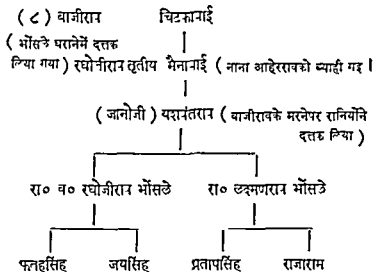 (८) बाजीराव चिटकाबाई
(भोंसले घरानेमें दत्तक
लिया गया) रघोजीराव तृतीय मैनाबाई (नाना आहेररावको ब्याही गइ।
(जानोजी) यशवंतराव (बाजीरावके मरनेपर रानियोंने
दत्तक लिया)
रा० ब० रघोजीराव भोंसले रा० लक्ष्मणराव भोंसले
फतहसिंह जयसिंह प्रतापसिंह राजाराम